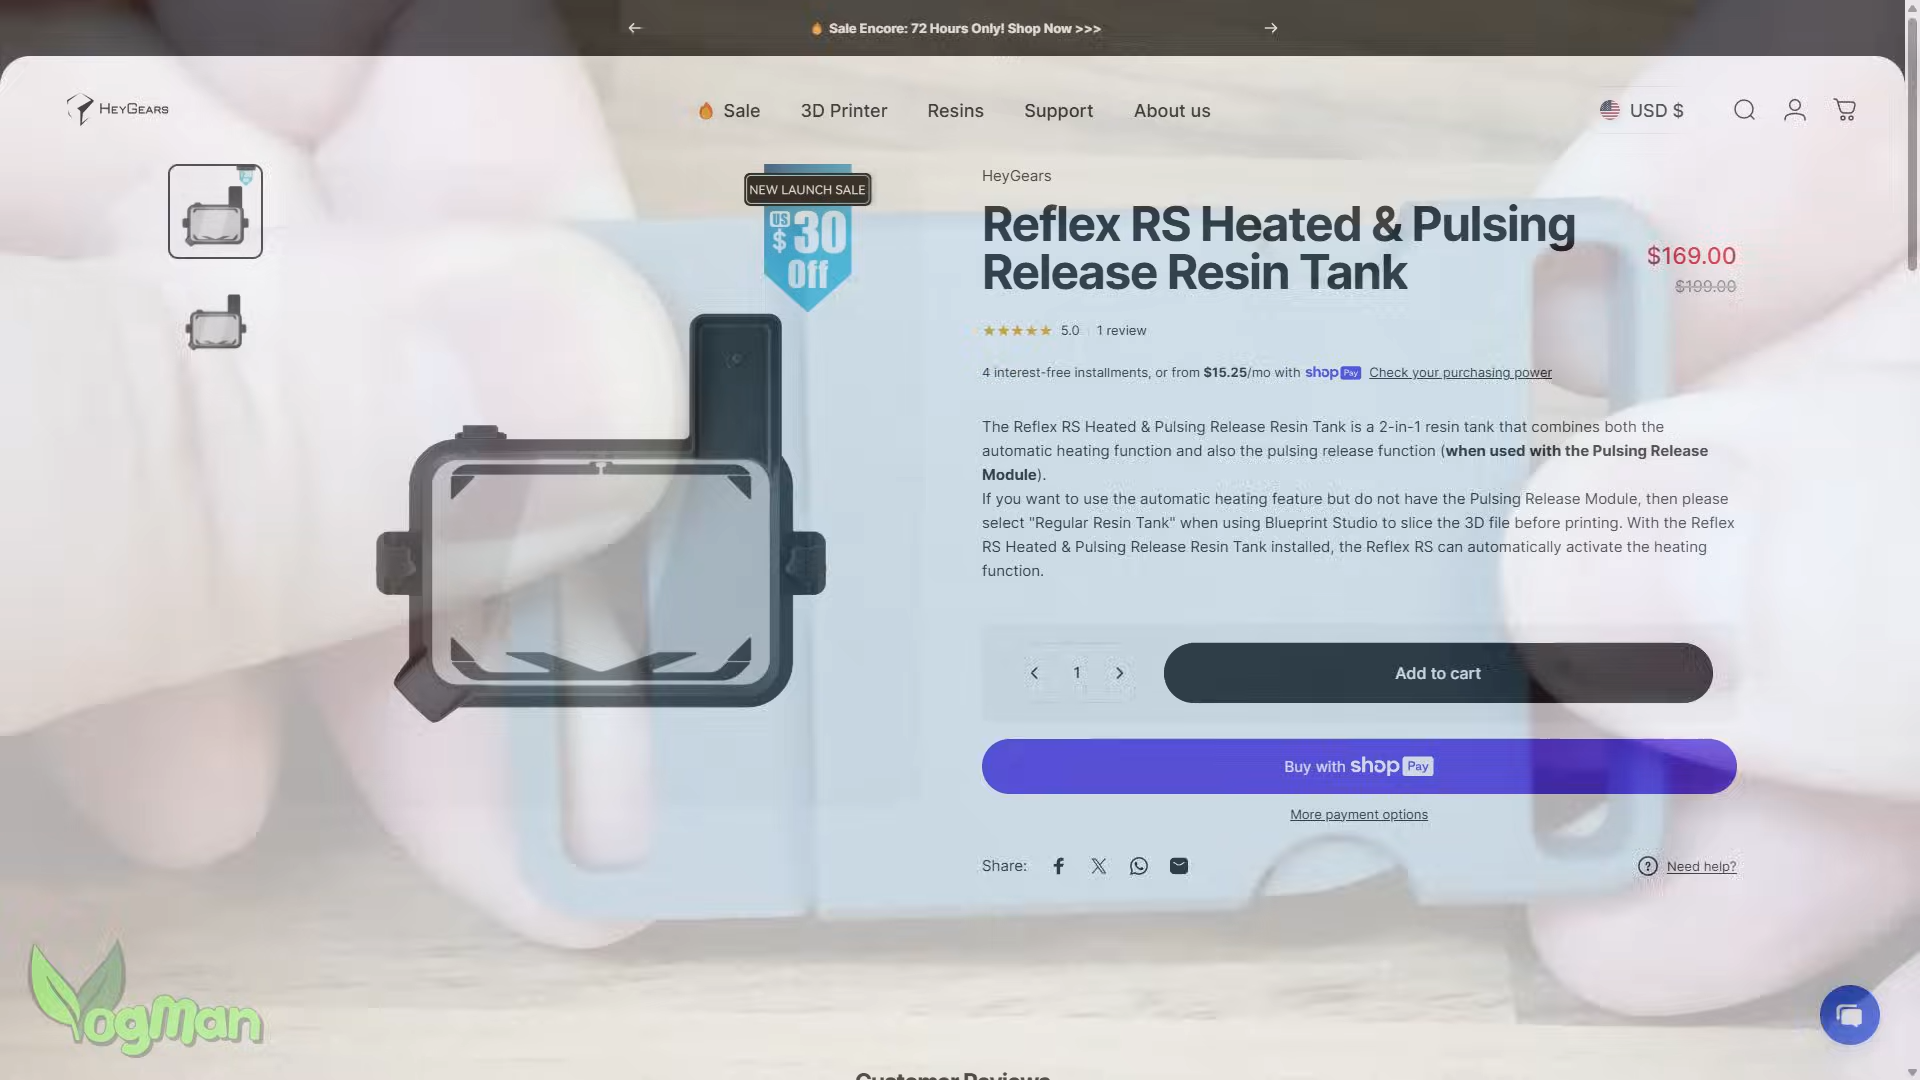 🔥 Sale Encore: 72 Hours Only! Shop Now >>>
HEYGEARS
🔥 Sale
3D Printer
Resins
Support
About us
USD $
NEW LAUNCH SALE
US $ 30
Off
HeyGears
Reflex RS Heated & Pulsing
Release Resin Tank
$169.00
$199.00
★★★★★ 5.0 1 review
4 interest-free installments, or from $15.25/mo with shop Pay Check your purchasing power
The Reflex RS Heated & Pulsing Release Resin Tank is a 2-in-1 resin tank that combines both the
automatic heating function and also the pulsing release function (when used with the Pulsing Release
Module).
If you want to use the automatic heating feature but do not have the Pulsing Release Module, then please
select "Regular Resin Tank" when using Blueprint Studio to slice the 3D file before printing. With the Reflex
RS Heated & Pulsing Release Resin Tank installed, the Reflex RS can automatically activate the heating
function.
1
Add to cart
Buy with shop Pay
More payment options
Share:
Need help?
YogMan
Customer Reviews